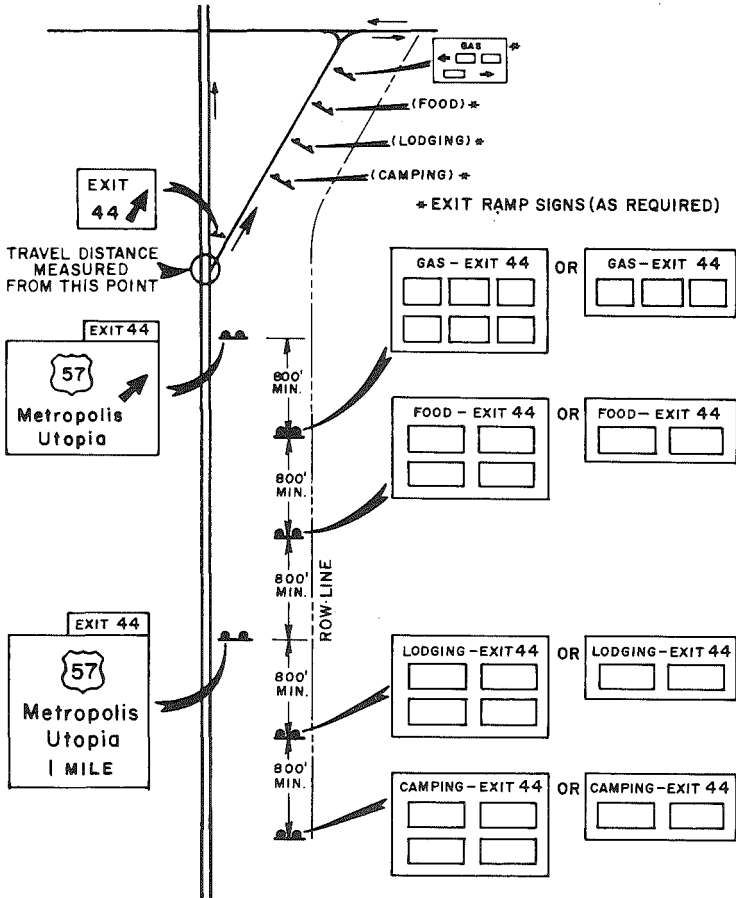 GAS *
(FOOD) *
(LODGING) *
(CAMPING) *
* EXIT RAMP SIGNS (AS REQUIRED)
EXIT
44
TRAVEL DISTANCE
MEASURED
FROM THIS POINT
GAS - EXIT 44
OR
GAS-EXIT 44
EXIT 44
57
Metropolis
Utopia
800'
MIN.
FOOD - EXIT 44
OR
FOOD- EXIT 44
800'
MIN.
800'
MIN.
ROW LINE
EXIT 44
57
Metropolis
Utopia
1 MILE
LODGING-EXIT 44
OR
LODGING-EXIT 44
800'
MIN.
CAMPING-EXIT 44
OR
CAMPING-EXIT 44
800'
MIN.